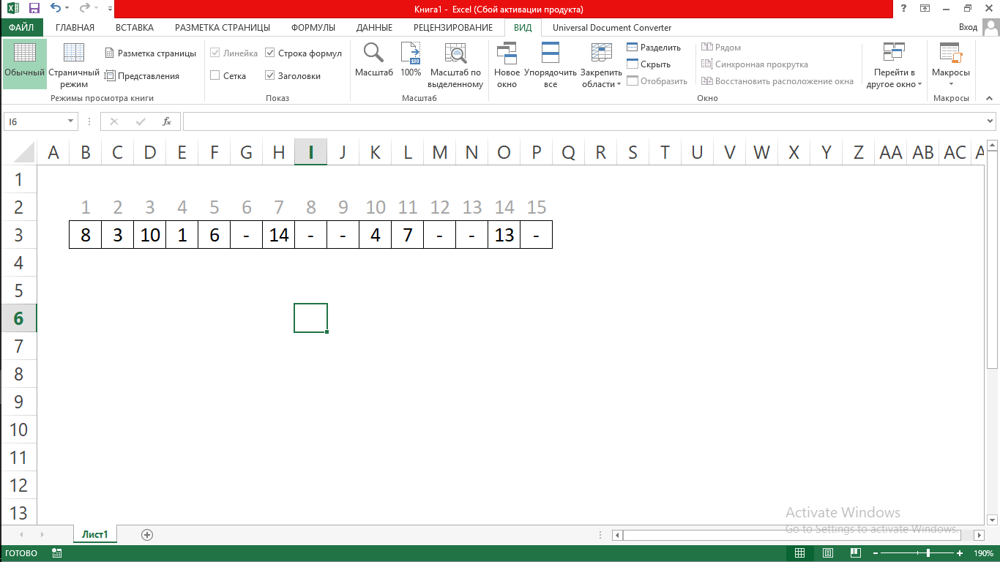 Книга1 - Excel (Сбой активации продукта)
?
ФАЙЛ ГЛАВНАЯ ВСТАВКА РАЗМЕТКА СТРАНИЦЫ ФОРМУЛЫ ДАННЫЕ РЕЦЕНЗИРОВАНИЕ ВИД Universal Document Converter Вход
Обычный
Страничный
режим
Разметка страницы
Представления
Режимы просмотра книги
Линейка
Строка формул
Сетка
Заголовки
Показ
Масштаб
100
100%
Масштаб по
выделенному
Масштаб
Новое
окно
Упорядочить
все
Закрепить
области
Разделить
Скрыть
Отобразить
Рядом
Синхронная прокрутка
Восстановить расположение окна
Перейти в
другое окно
Окно
Макросы
Макросы
I6 fx
A B C D E F G H I J K L M N O P Q R S T U V W X Y Z AA AB AC A
1
2 1 2 3 4 5 6 7 8 9 10 11 12 13 14 15
3 8 3 10 1 6 - 14 - - 4 7 - - 13 -
4
5
6
7
8
9
10
11
12
13
Activate Windows
Go to Settings to activate Windows.
Лист1
ГОТОВО 190%